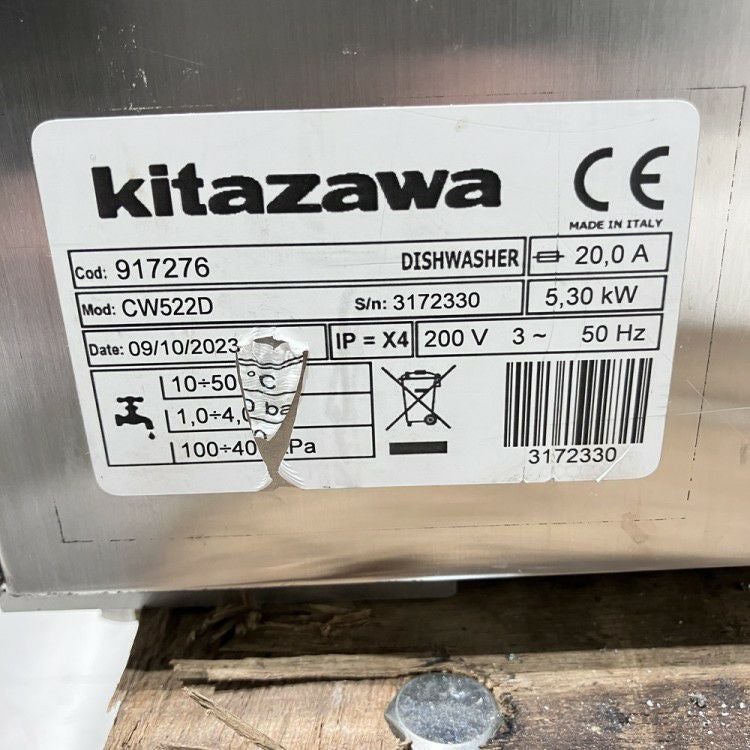 kitazawa
CE
MADE IN ITALY
Cod: 917276 DISHWASHER 20,0 A
Mod: CW522D S/n: 3172330 5,30 kW
Date: 09/10/2023 IP = X4 200 V 3 ~ 50 Hz
10÷50 °C
1,0÷4,0 ba
100÷40 Pa
3172330